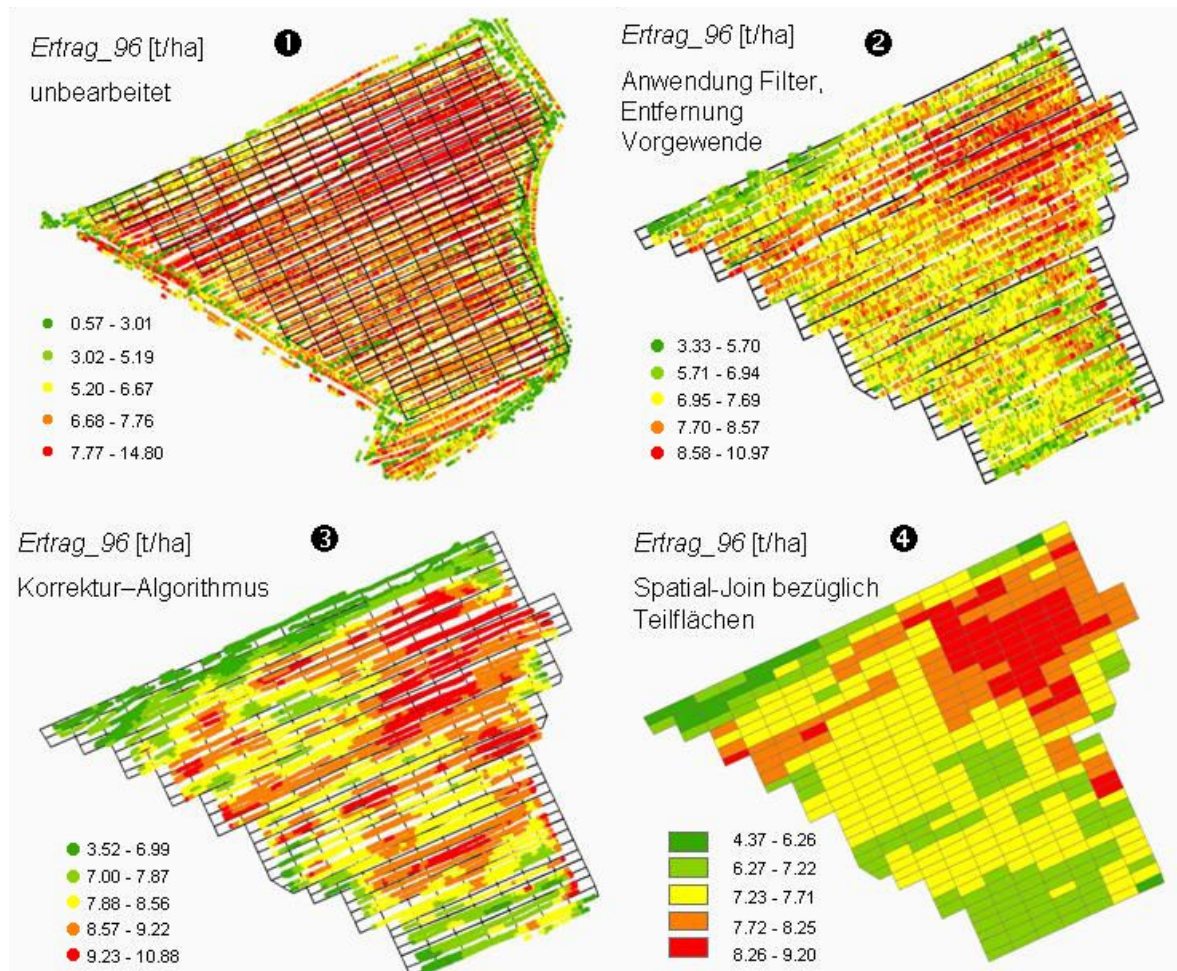 Ertrag_96 [t/ha]
❶
unbearbeitet
0.57 - 3.01
3.02 - 5.19
5.20 - 6.67
6.68 - 7.76
7.77 - 14.80
Ertrag_96 [t/ha]
❷
Anwendung Filter,
Entfernung
Vorgewende
3.33 - 5.70
5.71 - 6.94
6.95 - 7.69
7.70 - 8.57
8.58 - 10.97
Ertrag_96 [t/ha]
❸
Korrektur–Algorithmus
3.52 - 6.99
7.00 - 7.87
7.88 - 8.56
8.57 - 9.22
9.23 - 10.88
Ertrag_96 [t/ha]
❹
Spatial-Join bezüglich
Teilflächen
4.37 - 6.26
6.27 - 7.22
7.23 - 7.71
7.72 - 8.25
8.26 - 9.20